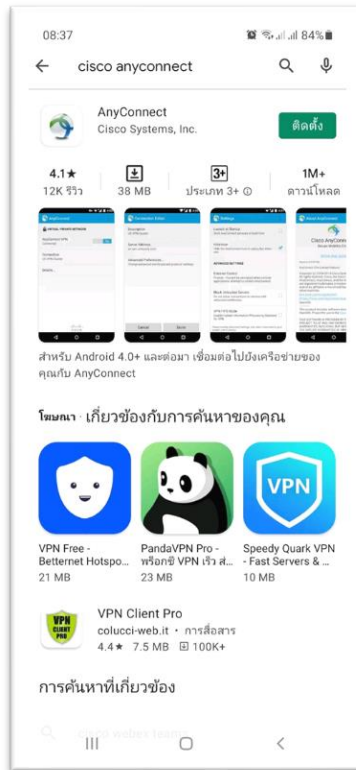 08:37
84%
cisco anyconnect
AnyConnect
Cisco Systems, Inc.
ติดตั้ง
4.1★
12K รีวิว
38 MB
3+
ประเภท 3+
1M+
ดาวน์โหลด
AnyConnect
Connection Editor
Settings
Cancel
สำหรับ Android 4.0+ และต่อมา เชื่อมต่อไปยังเครือข่ายของ
คุณกับ AnyConnect
โฆษณา · เกี่ยวข้องกับการค้นหาของคุณ
VPN
VPN Free -
Betternet Hotspo...
21 MB
PandaVPN Pro -
พร็อกซี VPN เร็ว ส่...
23 MB
Speedy Quark VPN
- Fast Servers & ...
10 MB
VPN
CLIENT
PRO
VPN Client Pro
colucci-web.it • การสื่อสาร
4.4★ 7.5 MB 100K+
การค้นหาที่เกี่ยวข้อง
cisco webex teams